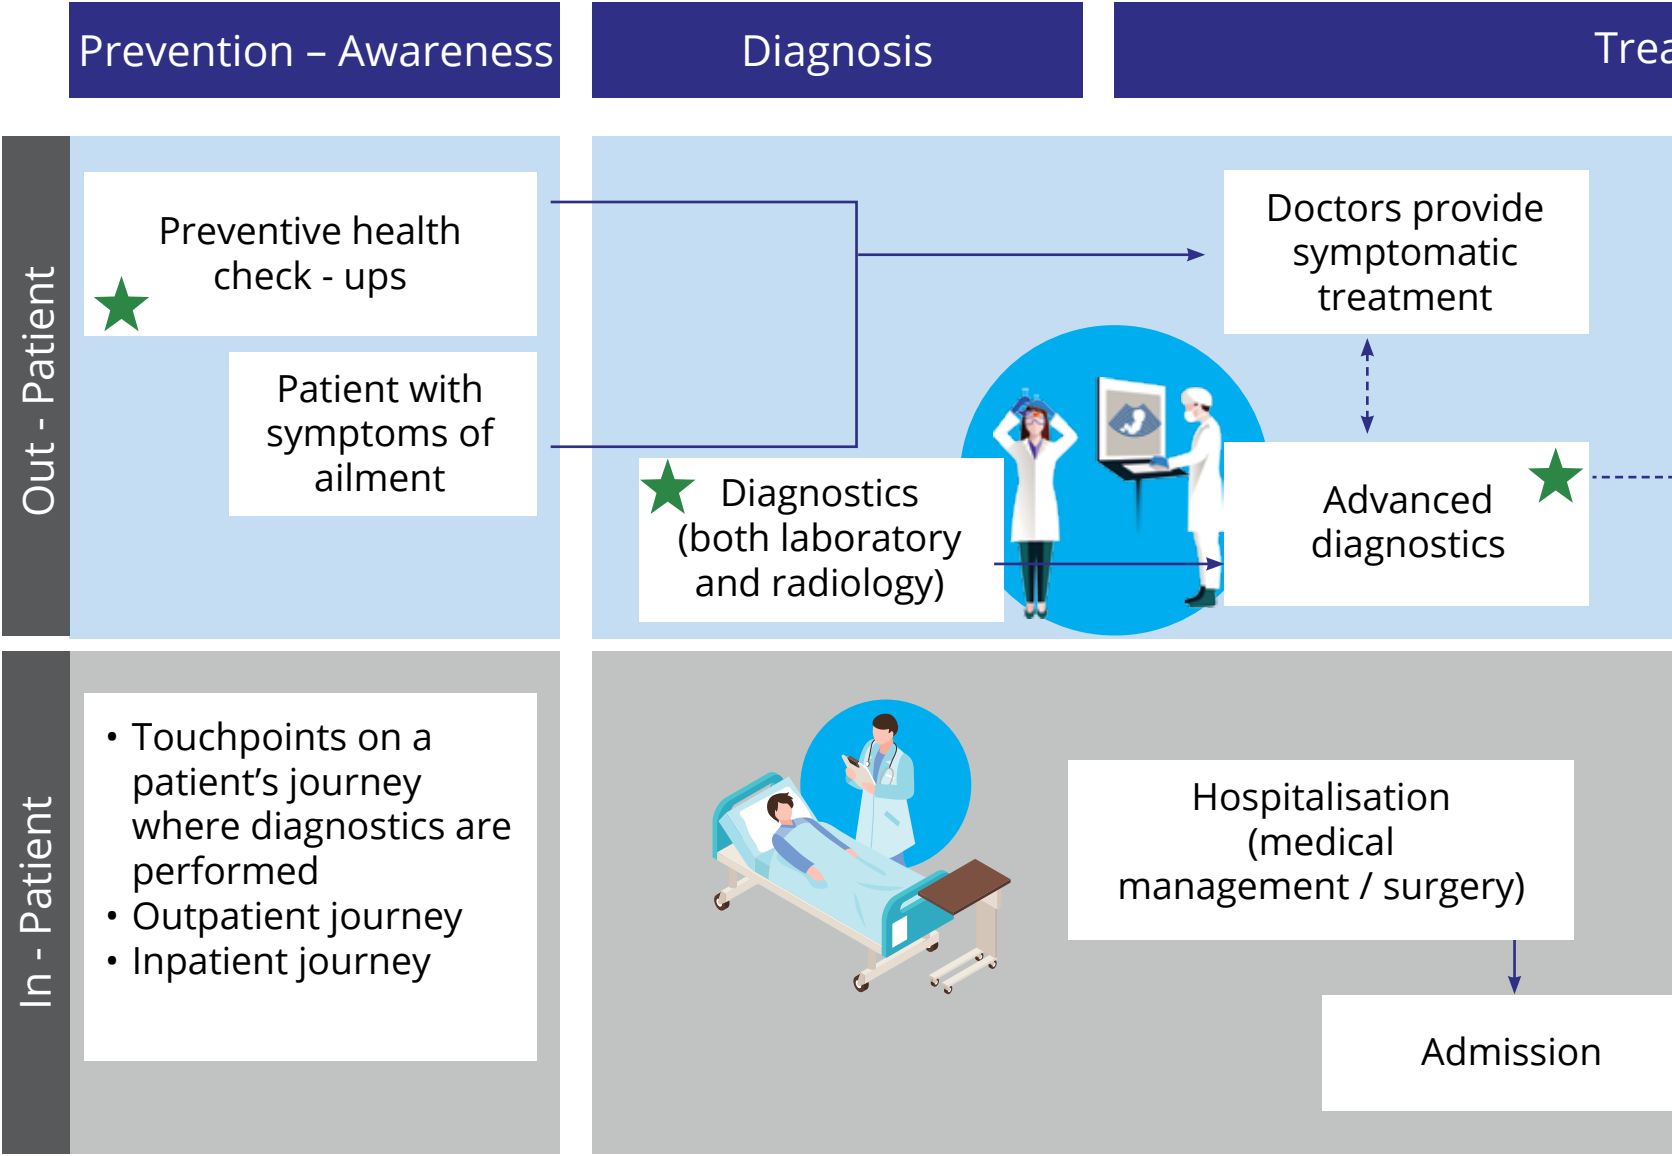 Prevention – Awareness
Diagnosis
Trea
Out - Patient
Preventive health
check - ups
Patient with
symptoms of
ailment
Diagnostics
(both laboratory
and radiology)
Doctors provide
symptomatic
treatment
Advanced
diagnostics
In - Patient
• Touchpoints on a
patient’s journey
where diagnostics are
performed
• Outpatient journey
• Inpatient journey
Hospitalisation
(medical
management / surgery)
Admission